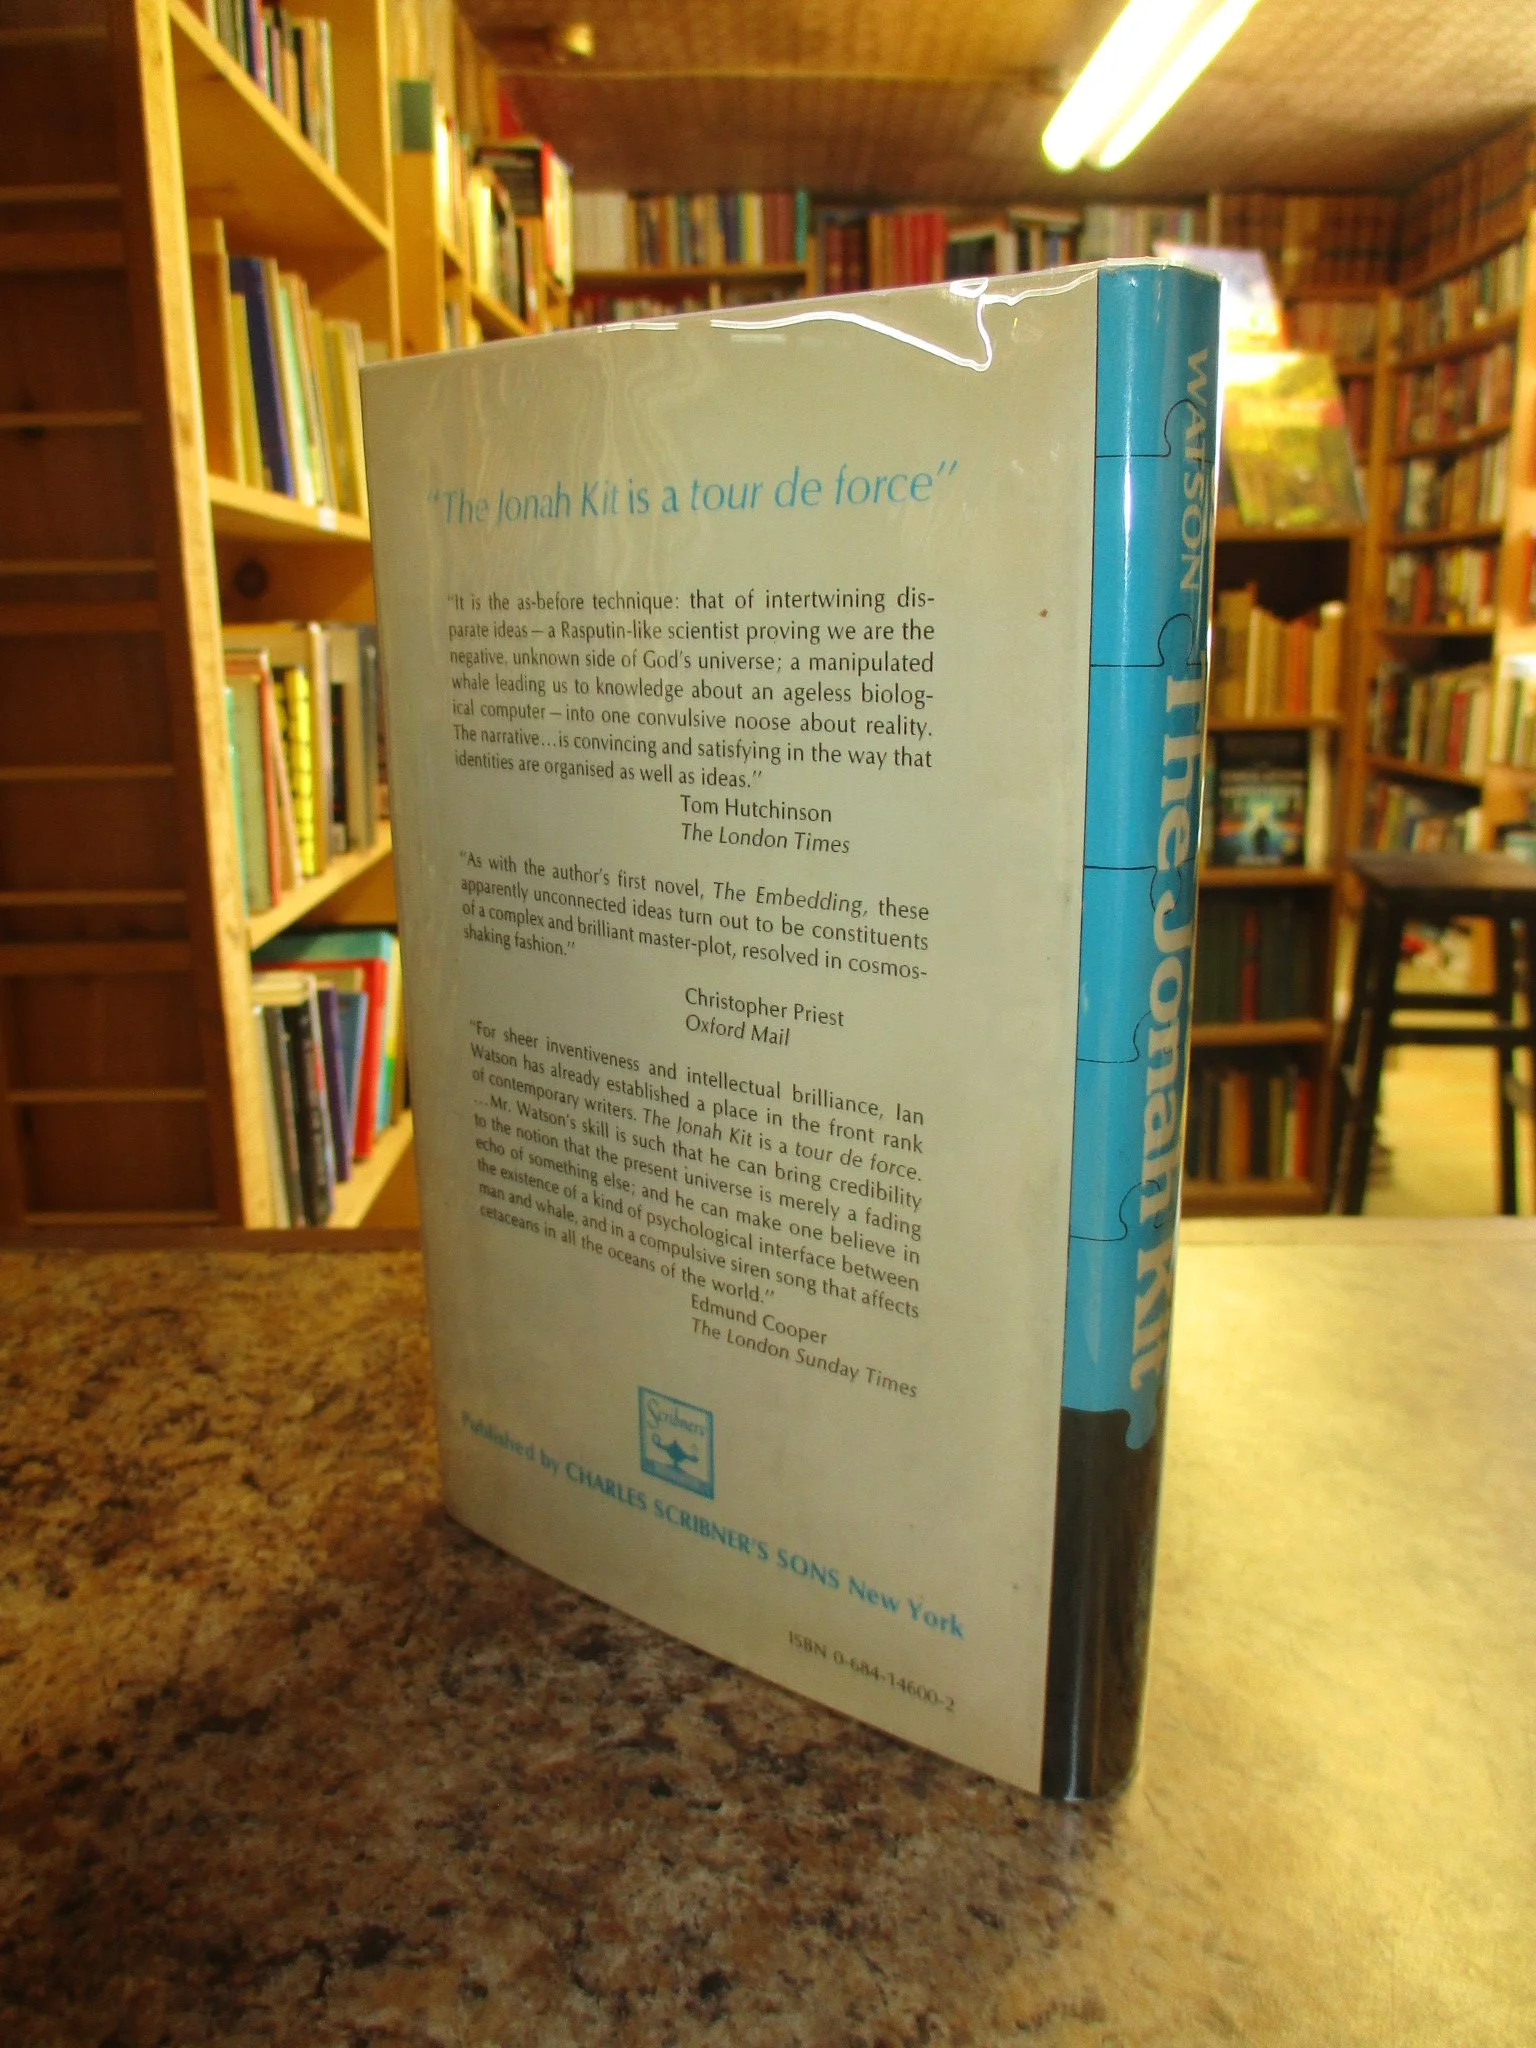 "The Jonah Kit is a tour de force"
"It is the as-before technique: that of intertwining dis-
parate ideas — a Rasputin-like scientist proving we are the
negative, unknown side of God's universe; a manipulated
whale leading us to knowledge about an ageless biolog-
ical computer — into one convulsive noose about reality.
The narrative...is convincing and satisfying in the way that
identities are organised as well as ideas."
Tom Hutchinson
The London Times
"As with the author's first novel, The Embedding, these
apparently unconnected ideas turn out to be constituents
of a complex and brilliant master-plot, resolved in cosmos-
shaking fashion."
Christopher Priest
Oxford Mail
"For sheer inventiveness and intellectual brilliance, Ian
Watson has already established a place in the front rank
of contemporary writers. The Jonah Kit is a tour de force.
...Mr. Watson's skill is such that he can bring credibility
to the notion that the present universe is merely a fading
echo of something else; and he can make one believe in
the existence of a kind of psychological interface between
man and whale, and in a compulsive siren song that affects
cetaceans in all the oceans of the world."
Edmund Cooper
The London Sunday Times
Scribners
Published by CHARLES SCRIBNER'S SONS New York
ISBN 0-684-14600-2
WATSON The Jonah Kit